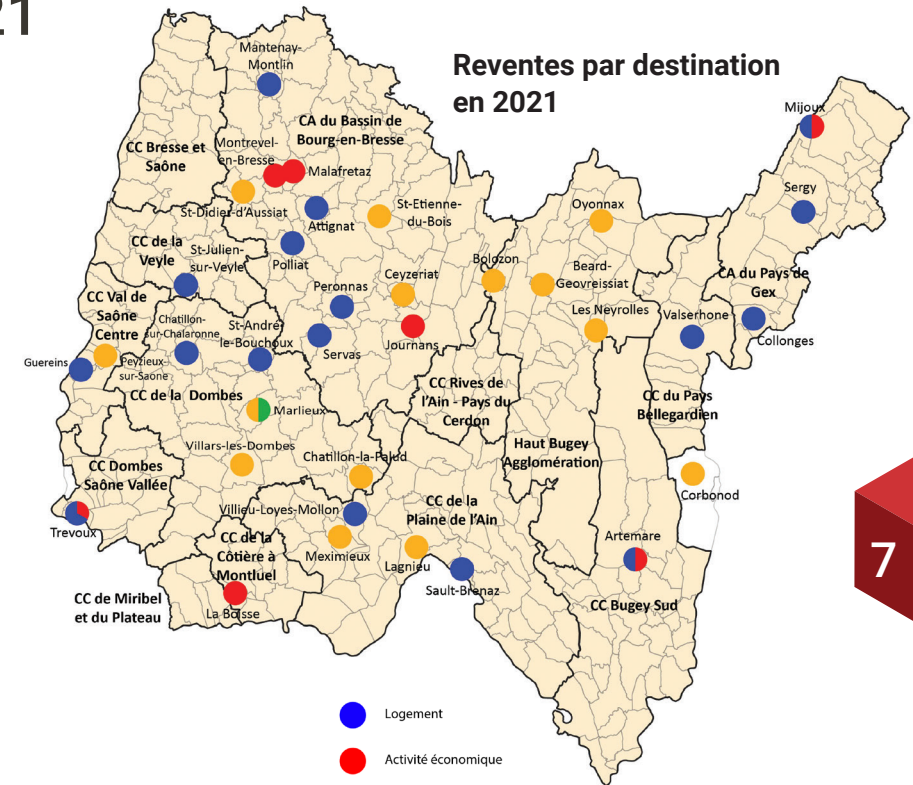 21
Reventes par destination
en 2021
Mantenay-
Montlin
CA du Bassin de
Bourg-en-Bresse
CC Bresse et
Saône
Montrevel-
en-Bresse
Malafretaz
St-Didier-d'Aussiat
Attignat
St-Etienne-
du-Bois
Mijoux
Sergy
Oyonnax
CC de la
Veyle
St-Julien-
sur-Veyle
Polliat
Bolozon
Beard-
Geovreissiat
CA du Pays de
Gex
Ceyzeriat
Peronnas
CC Val de
Saône
Centre
Chatillon-
sur-Chalaronne
St-André-
le-Bouchoux
Les Neyrolles
Valserhone
Collonges
Servas
Journans
Guereins
Peyzieux-
sur-Saone
CC de la Dombes
Marlieux
CC Rives de
l'Ain - Pays du
Cerdon
CC du Pays
Bellegardien
Villars-les-Dombes
Chatillon-la-Palud
Haut Bugey
Agglomération
CC Dombes
Saône Vallée
Corbonod
Villieu-Loyes-Mollon
CC de la
Plaine de l'Ain
Trevoux
CC de la
Côtière à
Montluel
Meximieux
Lagnieu
Artemare
Sault-Brenaz
CC de Miribel
et du Plateau
La Boisse
CC Bugey Sud
7
Logement
Activité économique